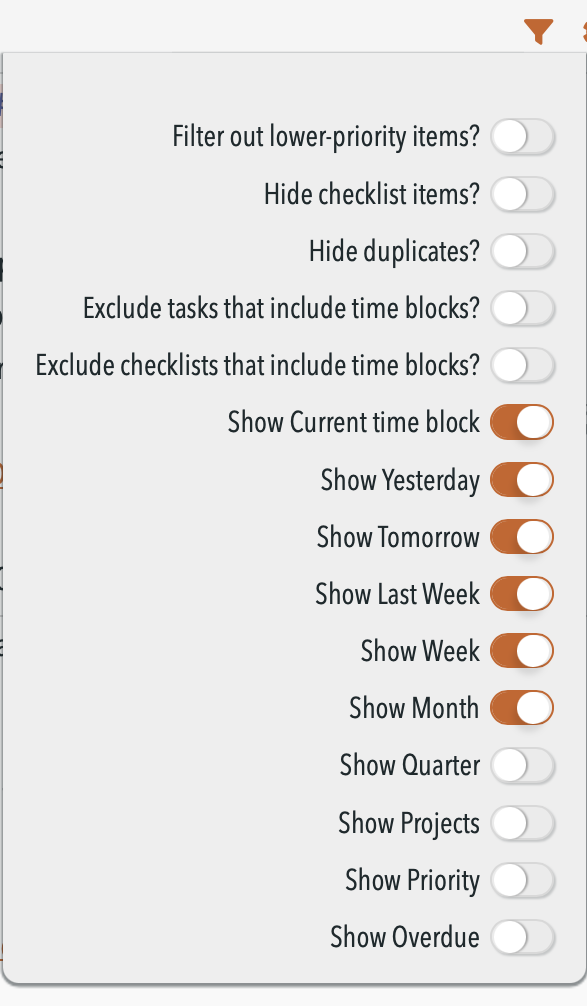 Filter out lower-priority items?
Hide checklist items?
Hide duplicates?
Exclude tasks that include time blocks?
Exclude checklists that include time blocks?
Show Current time block
Show Yesterday
Show Tomorrow
Show Last Week
Show Week
Show Month
Show Quarter
Show Projects
Show Priority
Show Overdue